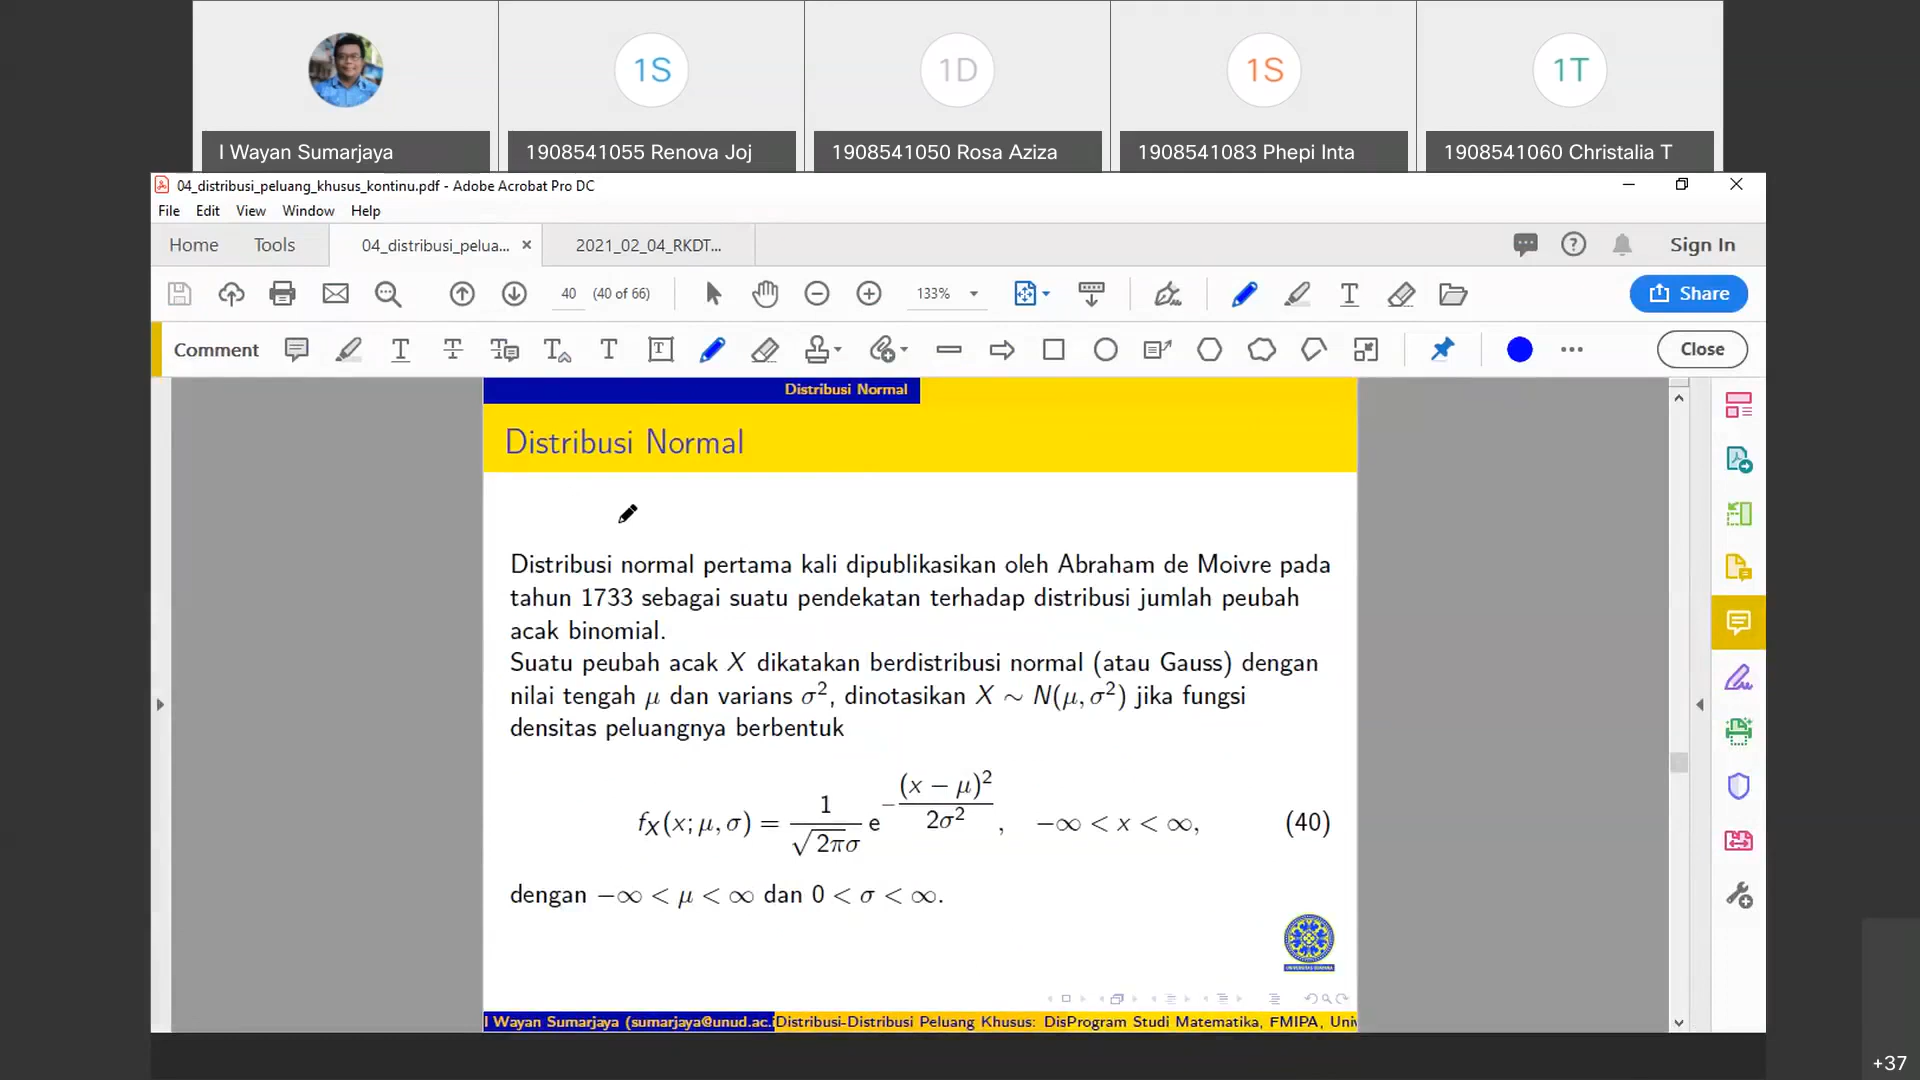 1S
1D
1S
1T
I Wayan Sumarjaya
1908541055 Renova Joj
1908541050 Rosa Aziza
1908541083 Phepi Inta
1908541060 Christalia T
04_distribusi_peluang_khusus_kontinu.pdf - Adobe Acrobat Pro DC
File Edit View Window Help
Home Tools 04_distribusi_pelua... × 2021_02_04_RKDT... Sign In
40 (40 of 66) 133% Share
Comment Close
Distribusi Normal
Distribusi Normal
Distribusi normal pertama kali dipublikasikan oleh Abraham de Moivre pada
tahun 1733 sebagai suatu pendekatan terhadap distribusi jumlah peubah
acak binomial.
Suatu peubah acak X dikatakan berdistribusi normal (atau Gauss) dengan
nilai tengah μ dan varians σ², dinotasikan X ∼ N(μ, σ²) jika fungsi
densitas peluangnya berbentuk
f_X(x; μ, σ) = 1/(√2πσ) e^{−(x − μ)²/2σ²}, −∞ < x < ∞, (40)
dengan −∞ < μ < ∞ dan 0 < σ < ∞.
UNIVERSITAS UDAYANA
I Wayan Sumarjaya (sumarjaya@unud.ac.i Distribusi-Distribusi Peluang Khusus: Dis Program Studi Matematika, FMIPA, Univ
+37